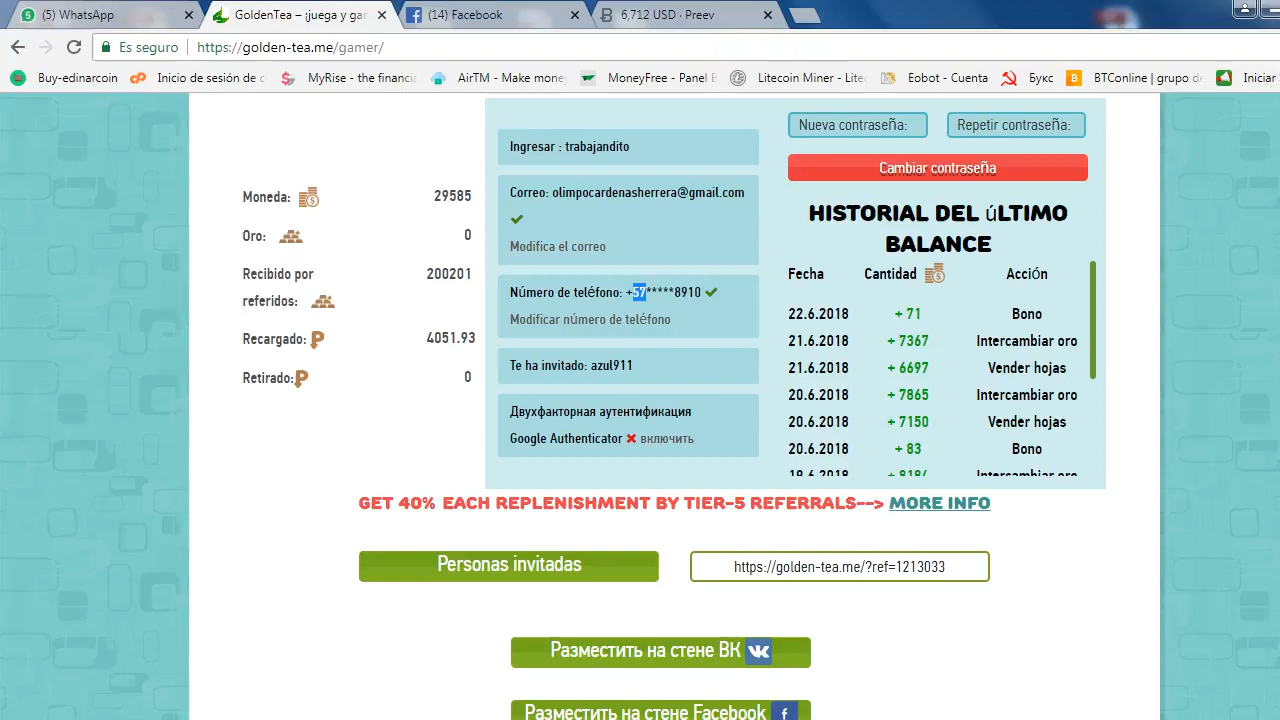 (5) WhatsApp
GoldenTea – ¡juega y gar
(14) Facebook
6,712 USD · Preev
Es seguro
https://golden-tea.me/gamer/
Buy-edinarcoin
Inicio de sesión de c
MyRise - the financia
AirTM - Make mone
MoneyFree - Panel
Litecoin Miner - Lite
Eobot - Cuenta
Букс
BTConline | grupo de
Iniciar
Moneda: 29585
Oro: 0
Recibido por
referidos: 200201
Recargado: 4051.93
Retirado: 0
Ingresar : trabajandito
Correo: olimpocardenasherrera@gmail.com
Modifica el correo
Número de teléfono: +57*****8910
Modificar número de teléfono
Te ha invitado: azul911
Двухфакторная аутентификация
Google Authenticator включить
Nueva contraseña: Repetir contraseña:
Cambiar contraseña
HISTORIAL DEL úLTIMO
BALANCE
Fecha Cantidad Acción
22.6.2018 + 71 Bono
21.6.2018 + 7367 Intercambiar oro
21.6.2018 + 6697 Vender hojas
20.6.2018 + 7865 Intercambiar oro
20.6.2018 + 7150 Vender hojas
20.6.2018 + 83 Bono
19.6.2018 + 8184 Intercambiar oro
GET 40% EACH REPLENISHMENT BY TIER-5 REFERRALS--> MORE INFO
Personas invitadas
https://golden-tea.me/?ref=1213033
Разместить на стене ВК
Разместить на стене Facebook